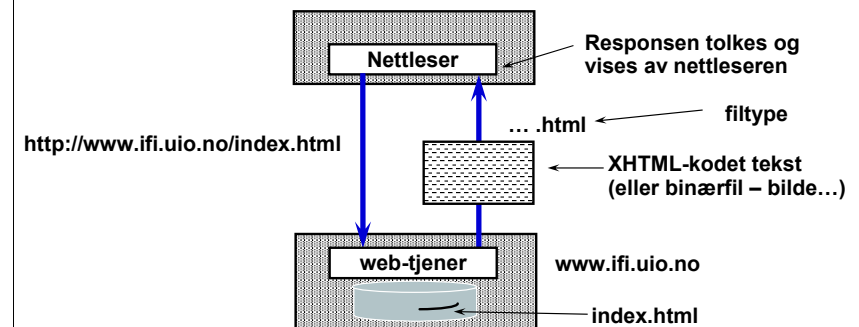 Nettleser
Responsen tolkes og
vises av nettleseren
… .html
filtype
http://www.ifi.uio.no/index.html
XHTML-kodet tekst
(eller binærfil – bilde…)
web-tjener
www.ifi.uio.no
index.html